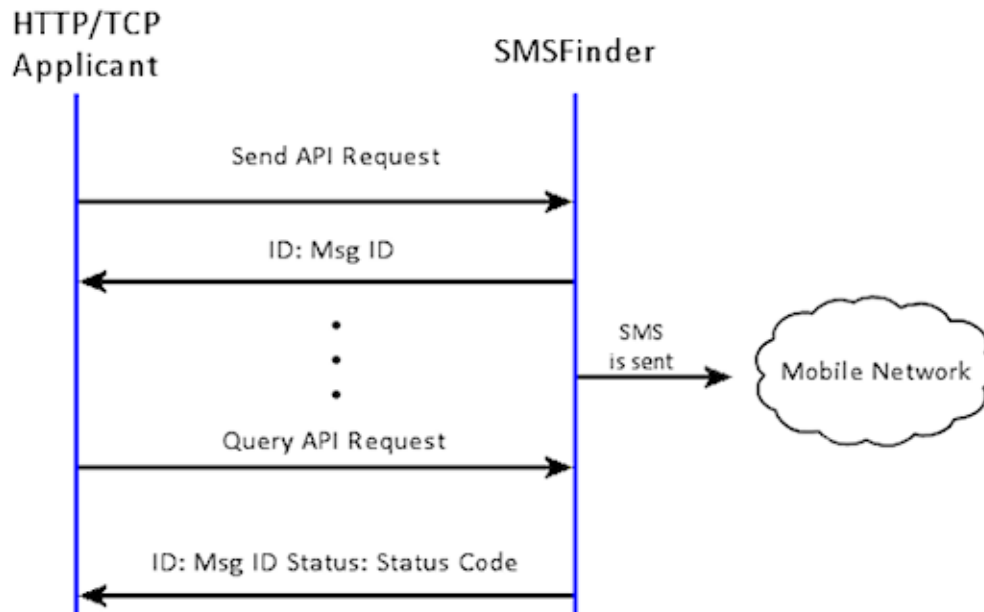 HTTP/TCP
Applicant
SMSFinder
Send API Request
ID: Msg ID
SMS
is sent
Mobile Network
Query API Request
ID: Msg ID Status: Status Code